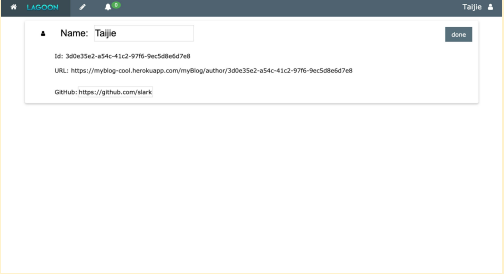 LAGOON 0 Taijie
Name: Taijie done
Id: 3d0e35e2-a54c-41c2-97f6-9ec5d8e6d7e8
URL: https://myblog-cool.herokuapp.com/myBlog/author/3d0e35e2-a54c-41c2-97f6-9ec5d8e6d7e8
GitHub: https://github.com/slark